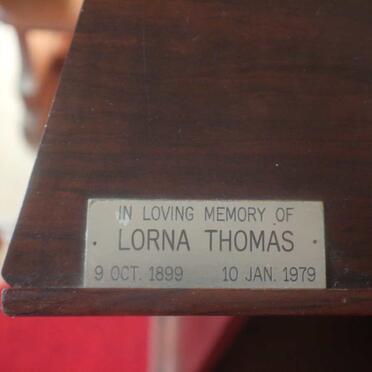 IN LOVING MEMORY OF
LORNA THOMAS
9 OCT. 1899 10 JAN. 1979